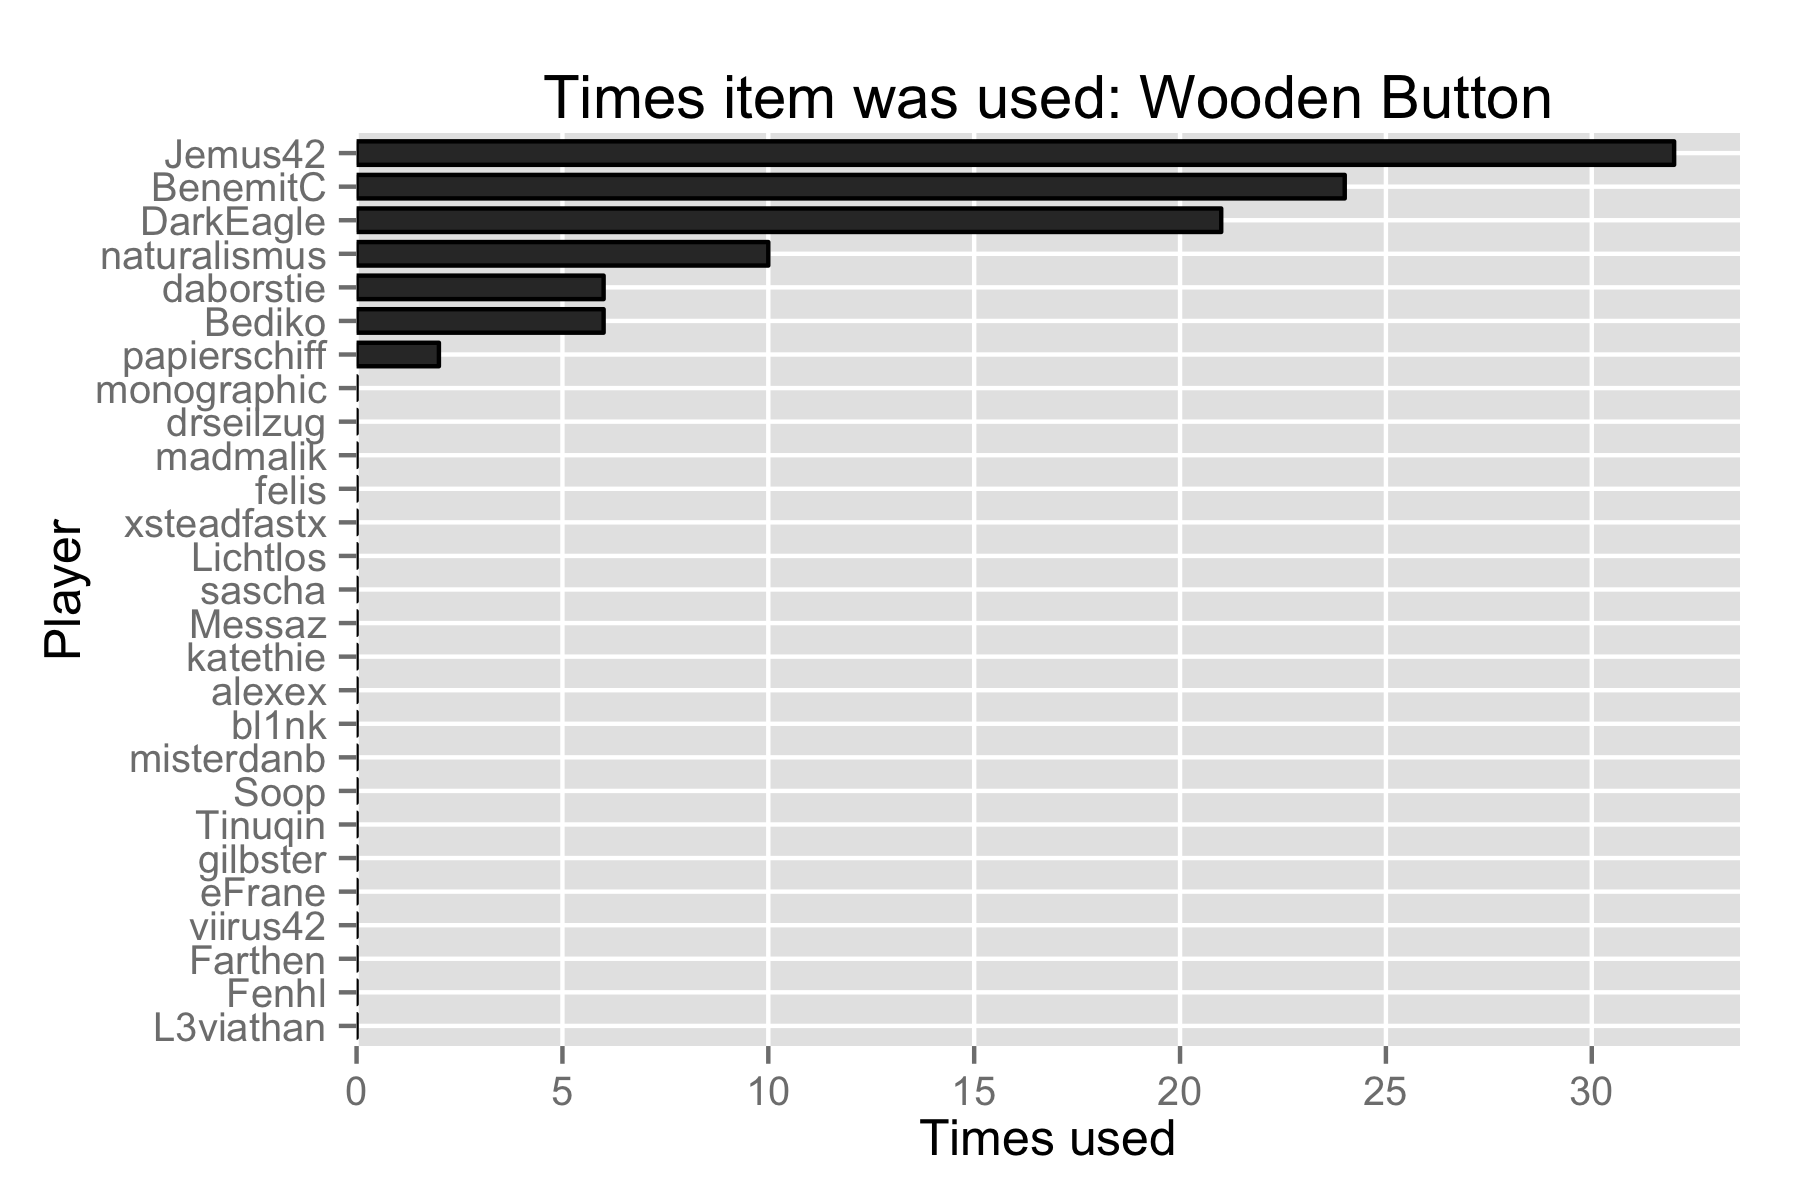 Times item was used: Wooden Button
Player
Jemus42
BenemitC
DarkEagle
naturalismus
daborstie
Bediko
papierschiff
monographic
drseilzug
madmalik
felis
xsteadfastx
Lichtlos
sascha
Messaz
katethie
alexex
bl1nk
misterdanb
Soop
Tinuqin
gilbster
eFrane
viirus42
Farthen
Fenhl
L3viathan
0 5 10 15 20 25 30
Times used